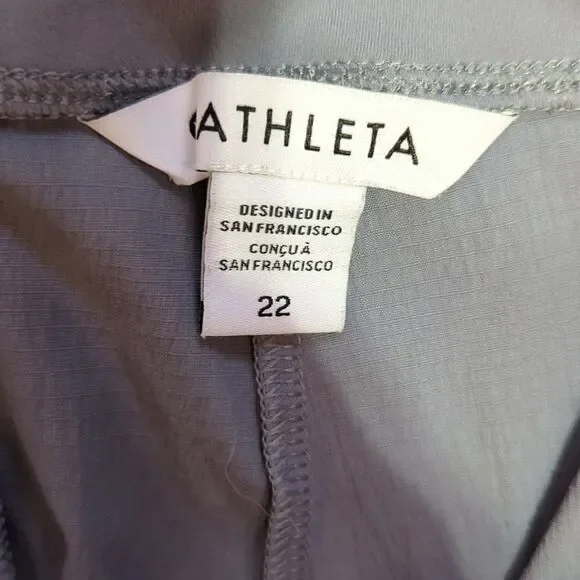 ATHLETA
DESIGNED IN
SAN FRANCISCO
CONÇU À
SAN FRANCISCO
22